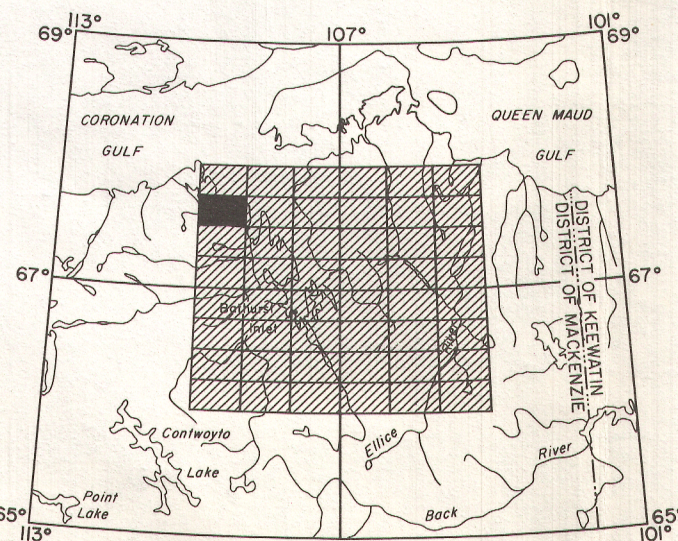 113°
107°
101°
69°
69°
CORONATION
GULF
QUEEN MAUD
GULF
67°
67°
DISTRICT OF KEEWATIN
DISTRICT OF MACKENZIE
Bathurst
Inlet
River
Contwoyto
Lake
Ellice
River
Back
Point
Lake
65°
113°
65°
101°